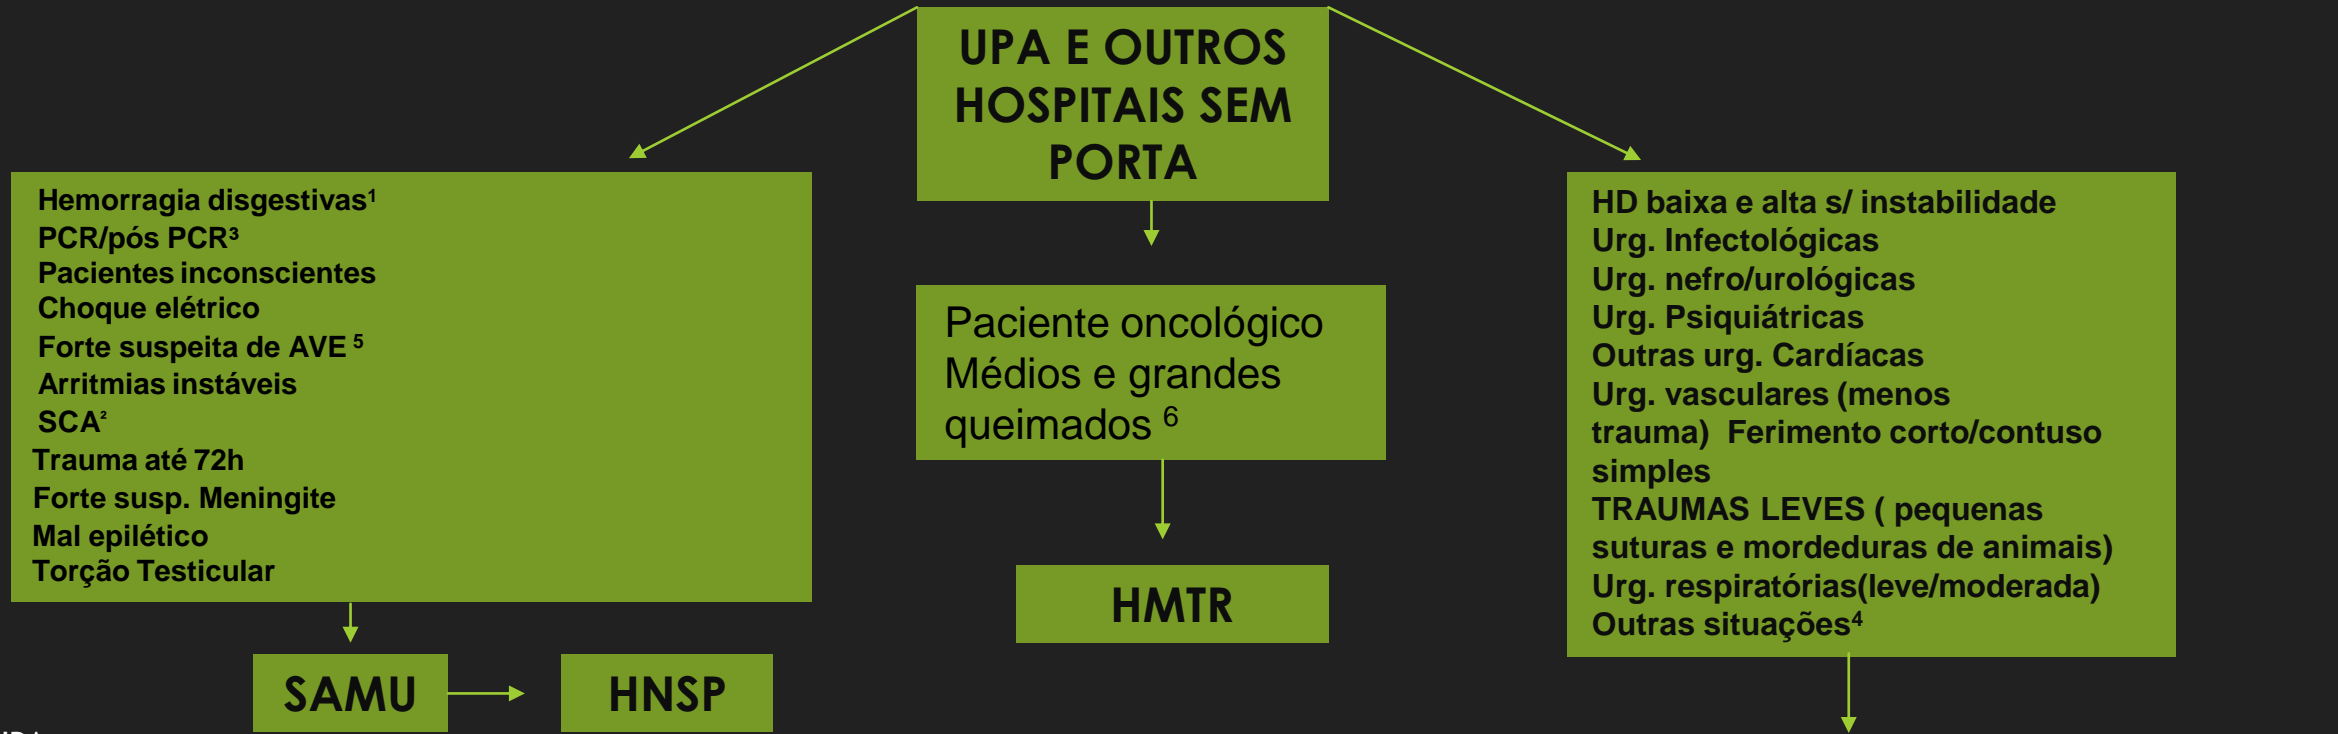 UPA E OUTROS
HOSPITAIS SEM
PORTA
Hemorragia disgestivas¹
PCR/pós PCR³
Pacientes inconscientes
Choque elétrico
Forte suspeita de AVE ⁵
Arritmias instáveis
SCA²
Trauma até 72h
Forte susp. Meningite
Mal epilético
Torção Testicular
SAMU
HNSP
Paciente oncológico
Médios e grandes
queimados ⁶
HMTR
HD baixa e alta s/ instabilidade
Urg. Infectológicas
Urg. nefro/urológicas
Urg. Psiquiátricas
Outras urg. Cardíacas
Urg. vasculares (menos
trauma) Ferimento corto/contuso
simples
TRAUMAS LEVES ( pequenas
suturas e mordeduras de animais)
Urg. respiratórias(leve/moderada)
Outras situações⁴